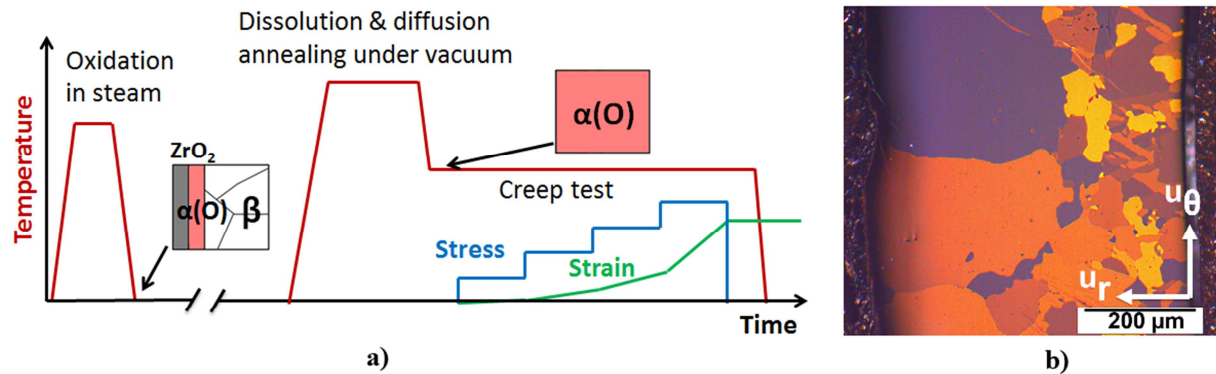 Dissolution & diffusion
annealing under vacuum
Oxidation
in steam
Temperature
ZrO₂
α(O)
β
α(O)
Creep test
Stress
Strain
Time
a)
uθ
ur
200 µm
b)